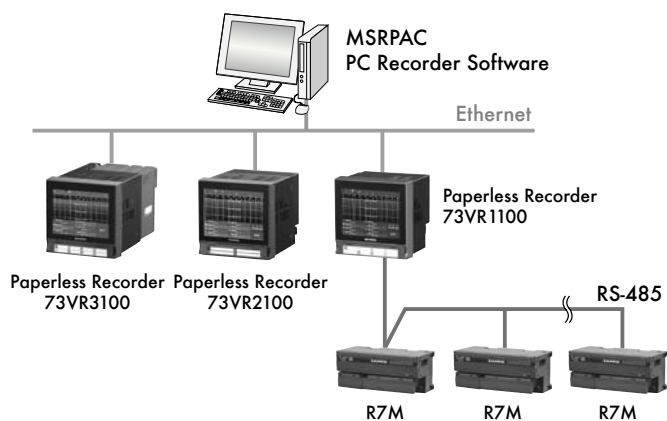 MSRPAC
PC Recorder Software
Ethernet
Paperless Recorder
73VR1100
Paperless Recorder
73VR3100
Paperless Recorder
73VR2100
RS-485
R7M
R7M
R7M